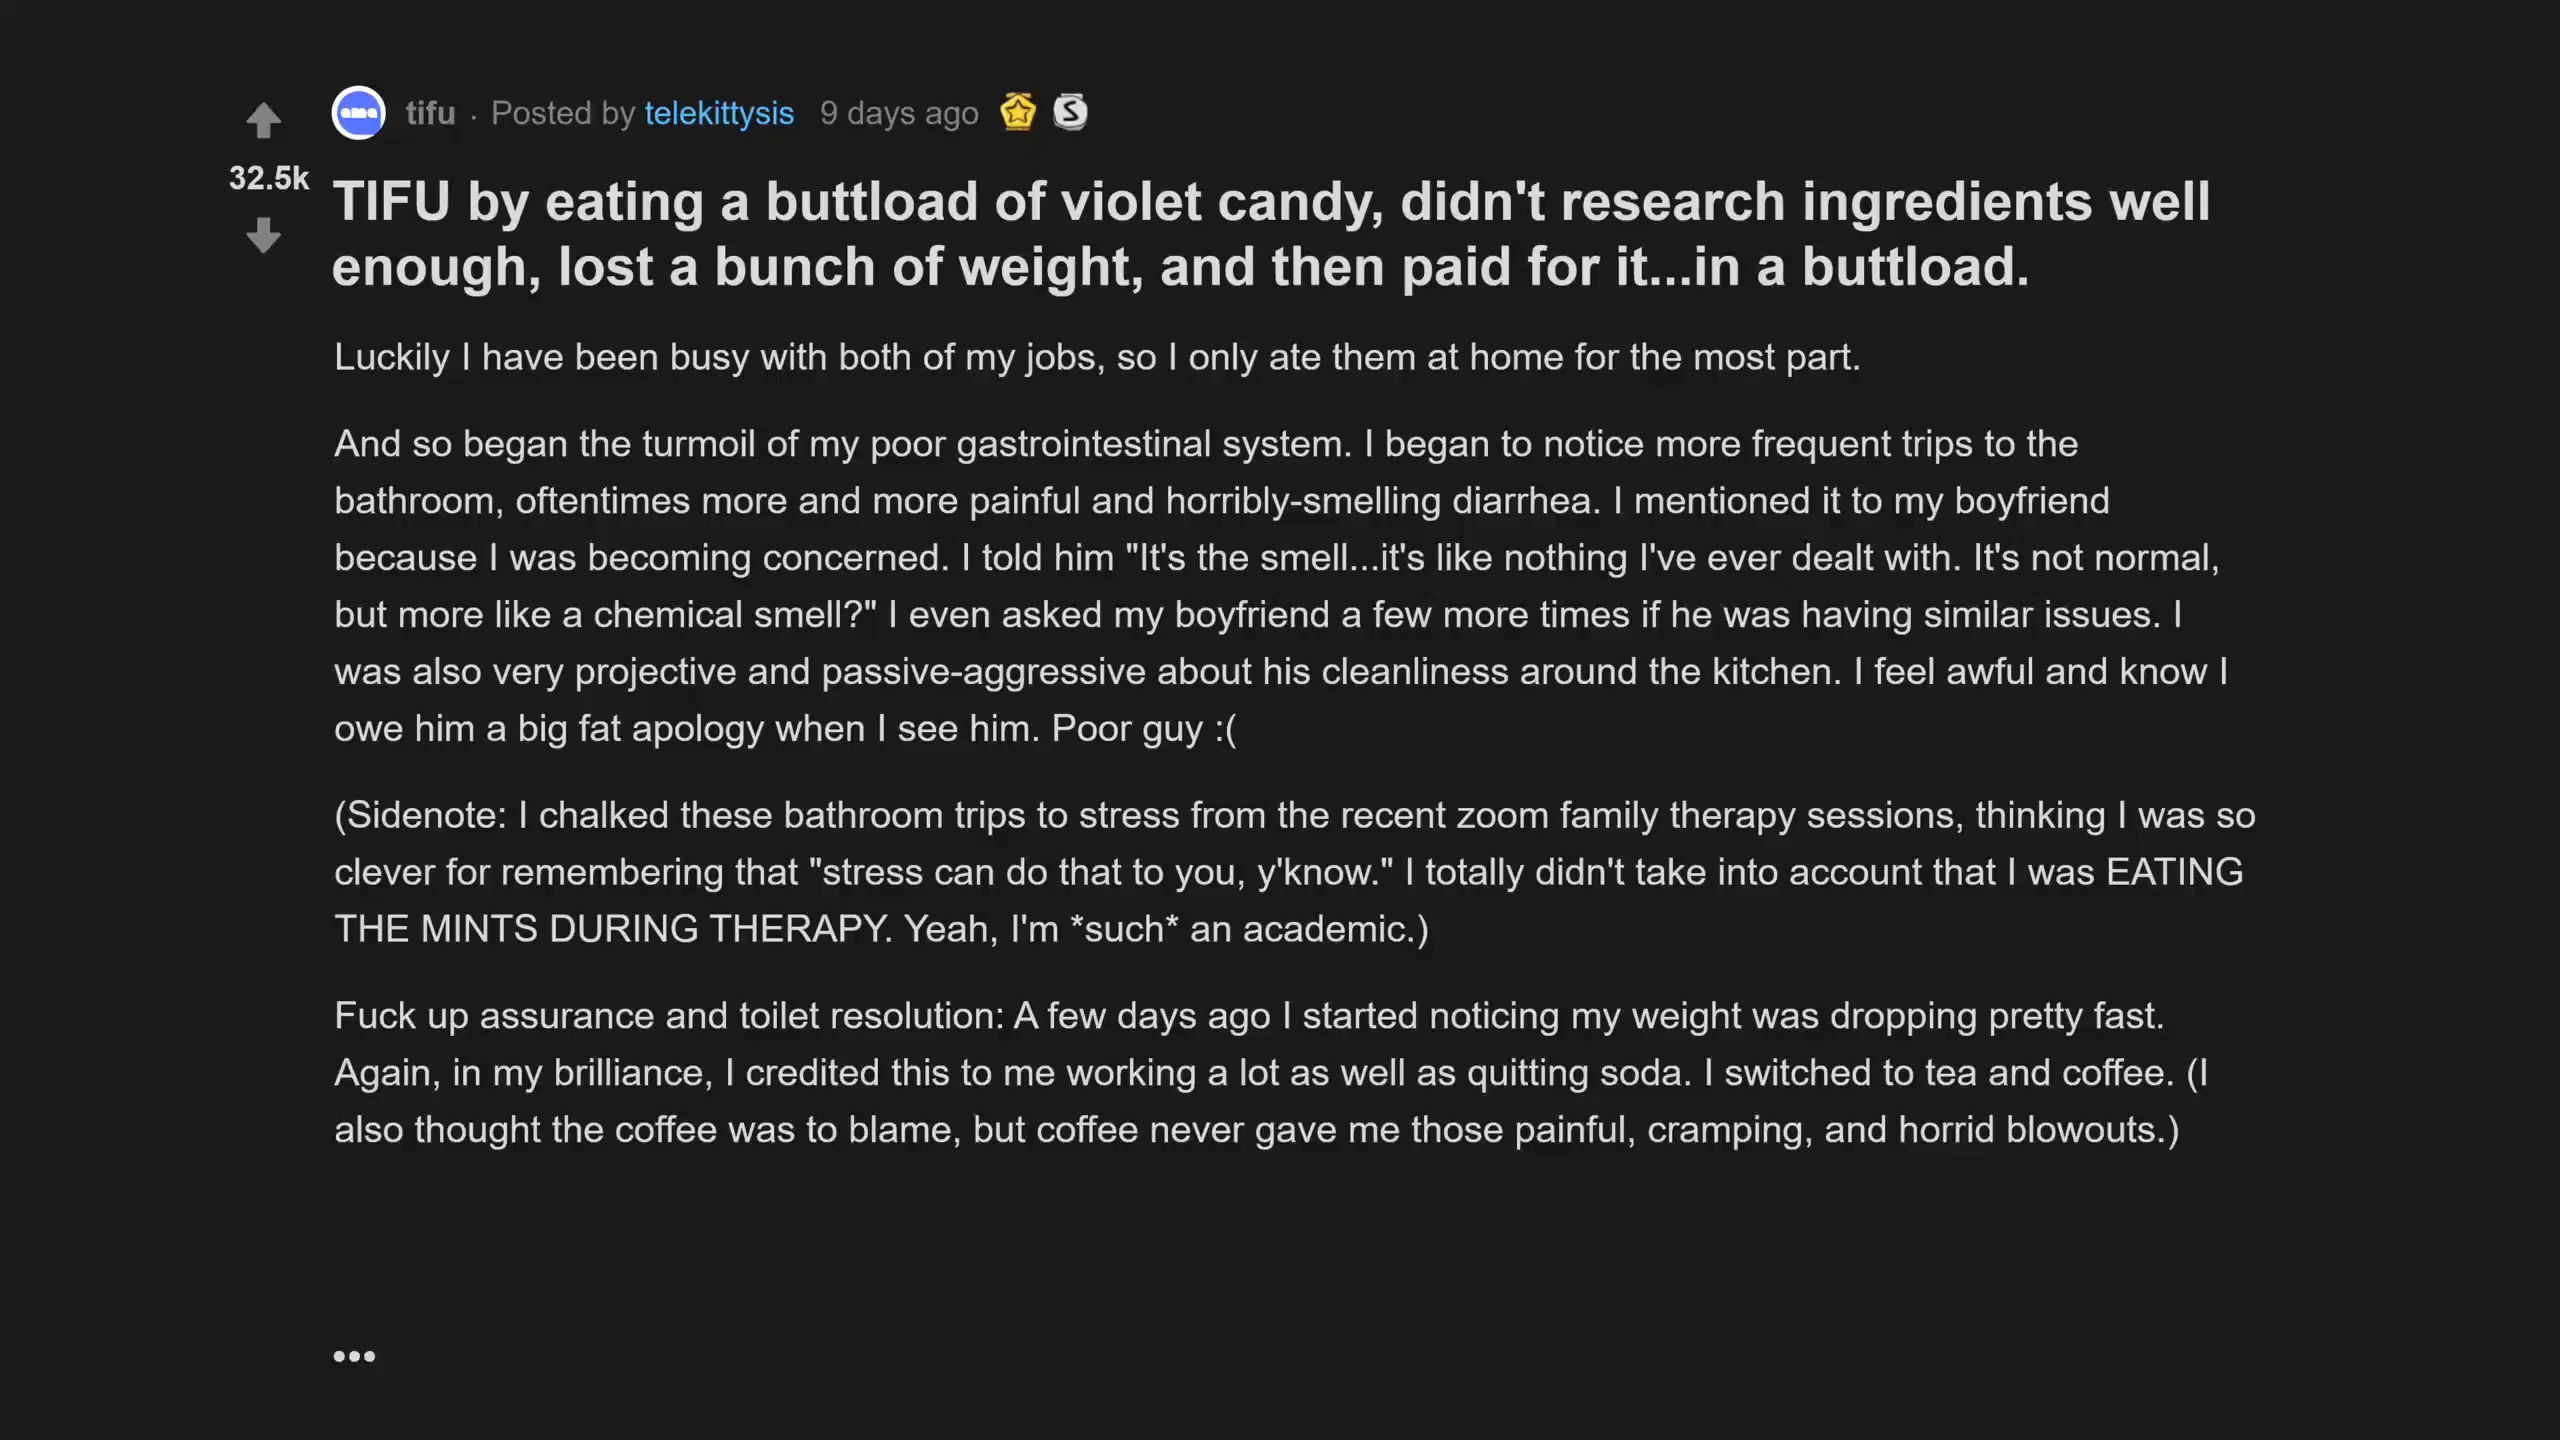 tifu · Posted by telekittysis 9 days ago
32.5k
TIFU by eating a buttload of violet candy, didn't research ingredients well
enough, lost a bunch of weight, and then paid for it...in a buttload.
Luckily I have been busy with both of my jobs, so I only ate them at home for the most part.
And so began the turmoil of my poor gastrointestinal system. I began to notice more frequent trips to the
bathroom, oftentimes more and more painful and horribly-smelling diarrhea. I mentioned it to my boyfriend
because I was becoming concerned. I told him "It's the smell...it's like nothing I've ever dealt with. It's not normal,
but more like a chemical smell?" I even asked my boyfriend a few more times if he was having similar issues. I
was also very projective and passive-aggressive about his cleanliness around the kitchen. I feel awful and know I
owe him a big fat apology when I see him. Poor guy :(
(Sidenote: I chalked these bathroom trips to stress from the recent zoom family therapy sessions, thinking I was so
clever for remembering that "stress can do that to you, y'know." I totally didn't take into account that I was EATING
THE MINTS DURING THERAPY. Yeah, I'm *such* an academic.)
Fuck up assurance and toilet resolution: A few days ago I started noticing my weight was dropping pretty fast.
Again, in my brilliance, I credited this to me working a lot as well as quitting soda. I switched to tea and coffee. (I
also thought the coffee was to blame, but coffee never gave me those painful, cramping, and horrid blowouts.)
•••